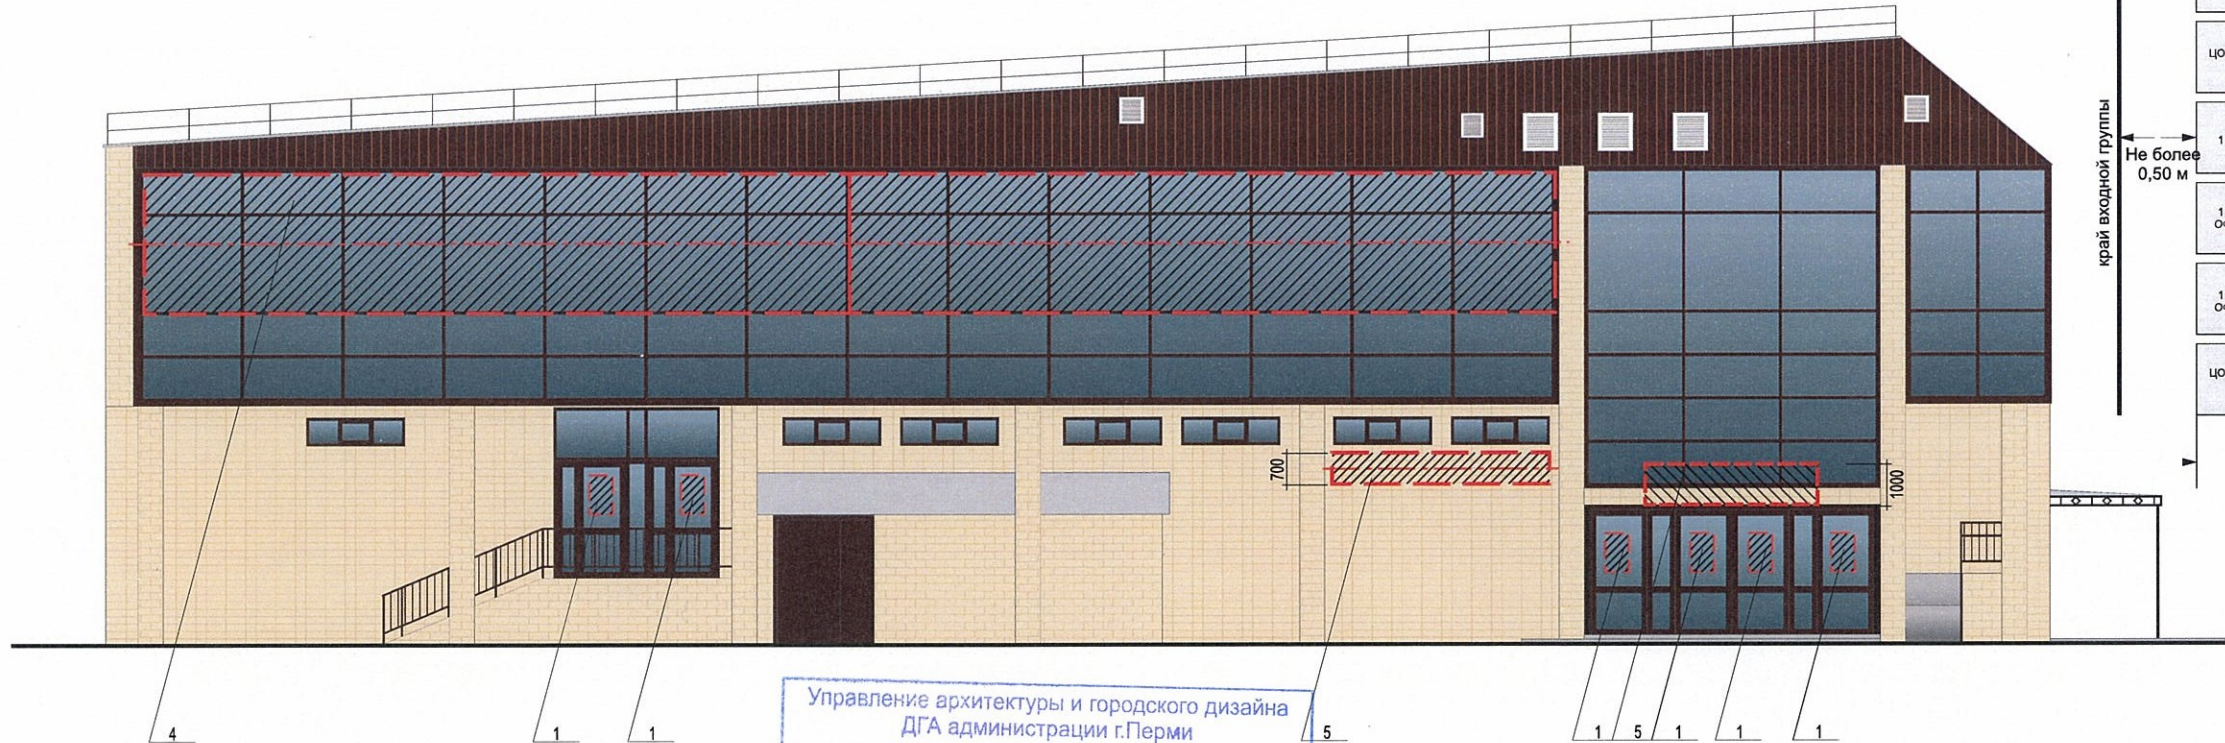 край входной группы
Не более
0,50 м
700
1000
Управление архитектуры и городского дизайна
ДГА администрации г.Перми
4
1
1
5
1
5
1
1
1